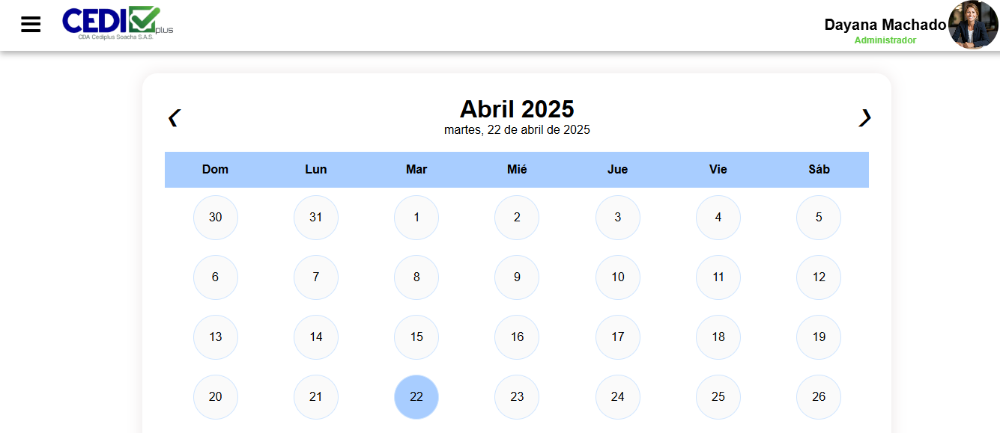 CEDI plus
CDA Cediplus Soacha S.A.S.
Dayana Machado
Administrador
❮ Abril 2025 ❯
martes, 22 de abril de 2025
Dom Lun Mar Mié Jue Vie Sáb
30 31 1 2 3 4 5
6 7 8 9 10 11 12
13 14 15 16 17 18 19
20 21 22 23 24 25 26